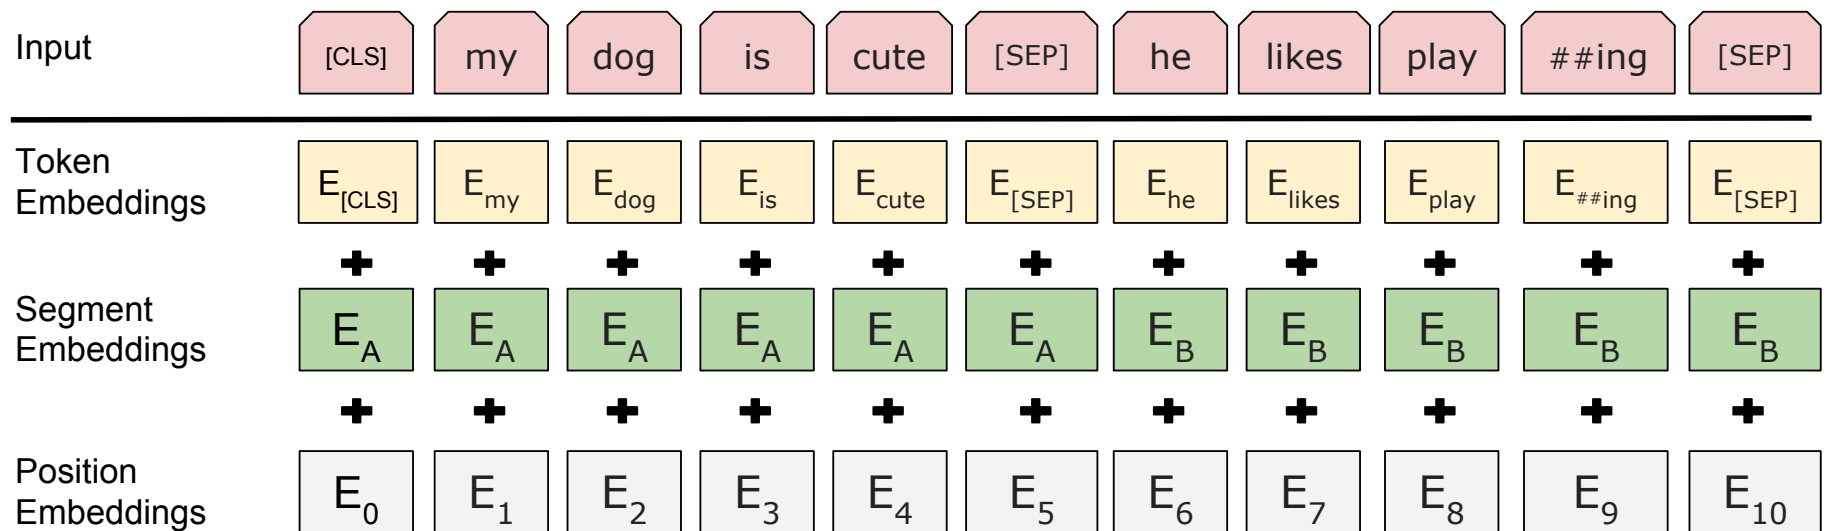 Input [CLS] my dog is cute [SEP] he likes play ##ing [SEP]
Token Embeddings E[CLS] Emy Edog Eis Ecute E[SEP] Ehe Elikes Eplay E##ing E[SEP]
+ + + + + + + + + + +
Segment Embeddings EA EA EA EA EA EA EB EB EB EB EB
+ + + + + + + + + + +
Position Embeddings E0 E1 E2 E3 E4 E5 E6 E7 E8 E9 E10